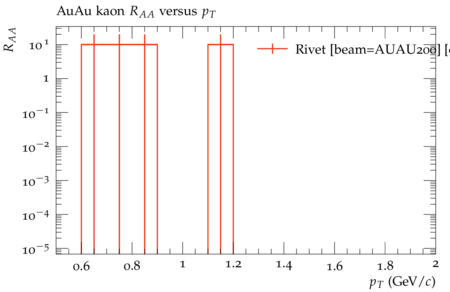 AuAu kaon R_AA versus p_T
R_AA
10^1
1
10^−1
10^−2
10^−3
10^−4
10^−5
Rivet [beam=AUAU200] [
0.6 0.8 1 1.2 1.4 1.6 1.8 2
p_T (GeV/c)